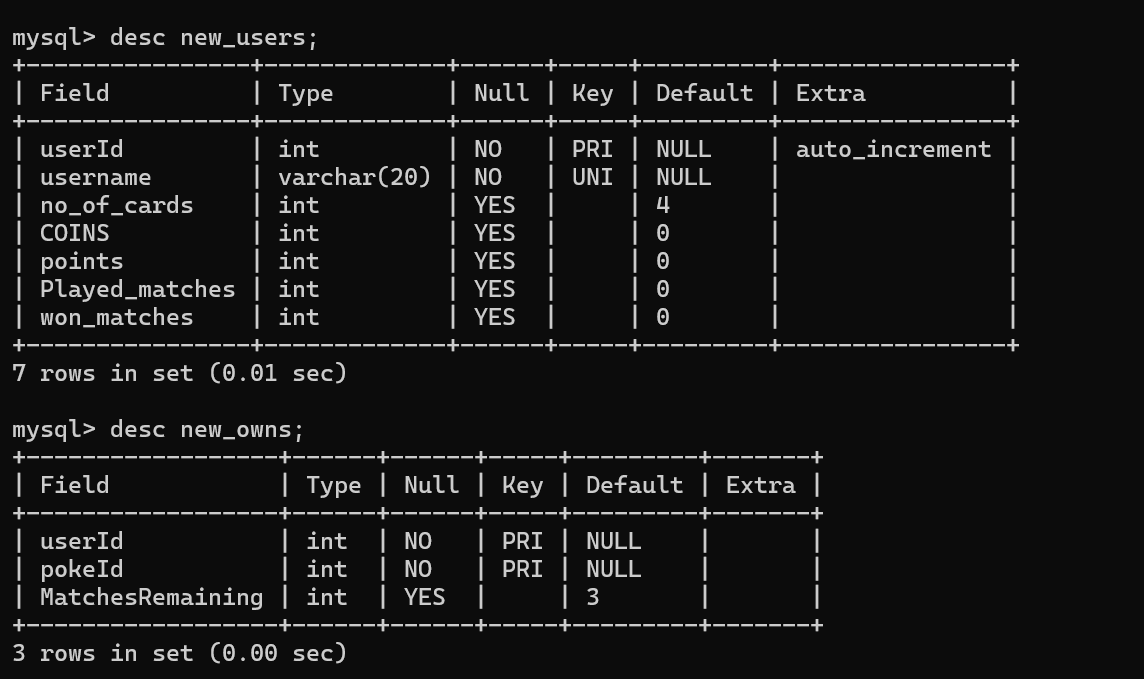 mysql> desc new_users;
+----------------+-------------+------+-----+---------+----------------+
| Field          | Type        | Null | Key | Default | Extra          |
+----------------+-------------+------+-----+---------+----------------+
| userId         | int         | NO   | PRI | NULL    | auto_increment |
| username       | varchar(20) | NO   | UNI | NULL    |                |
| no_of_cards    | int         | YES  |     | 4       |                |
| COINS          | int         | YES  |     | 0       |                |
| points         | int         | YES  |     | 0       |                |
| Played_matches | int         | YES  |     | 0       |                |
| won_matches    | int         | YES  |     | 0       |                |
+----------------+-------------+------+-----+---------+----------------+
7 rows in set (0.01 sec)
mysql> desc new_owns;
+------------------+------+------+-----+---------+-------+
| Field            | Type | Null | Key | Default | Extra |
+------------------+------+------+-----+---------+-------+
| userId           | int  | NO   | PRI | NULL    |       |
| pokeId           | int  | NO   | PRI | NULL    |       |
| MatchesRemaining | int  | YES  |     | 3       |       |
+------------------+------+------+-----+---------+-------+
3 rows in set (0.00 sec)